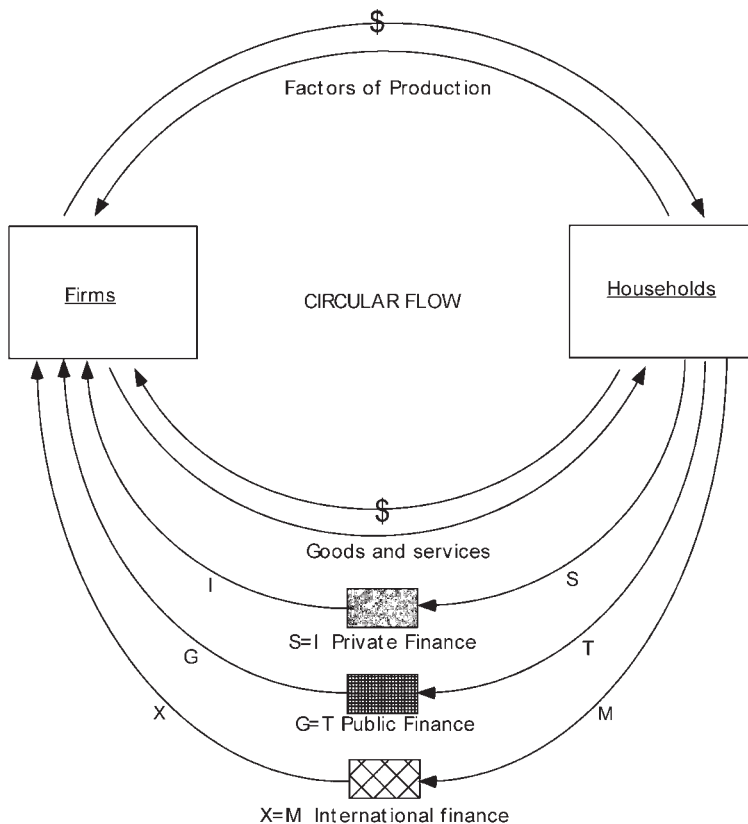 $
Factors of Production
Firms
CIRCULAR FLOW
Households
$
Goods and services
I
S
S=I Private Finance
G
T
G=T Public Finance
X
M
X=M International finance